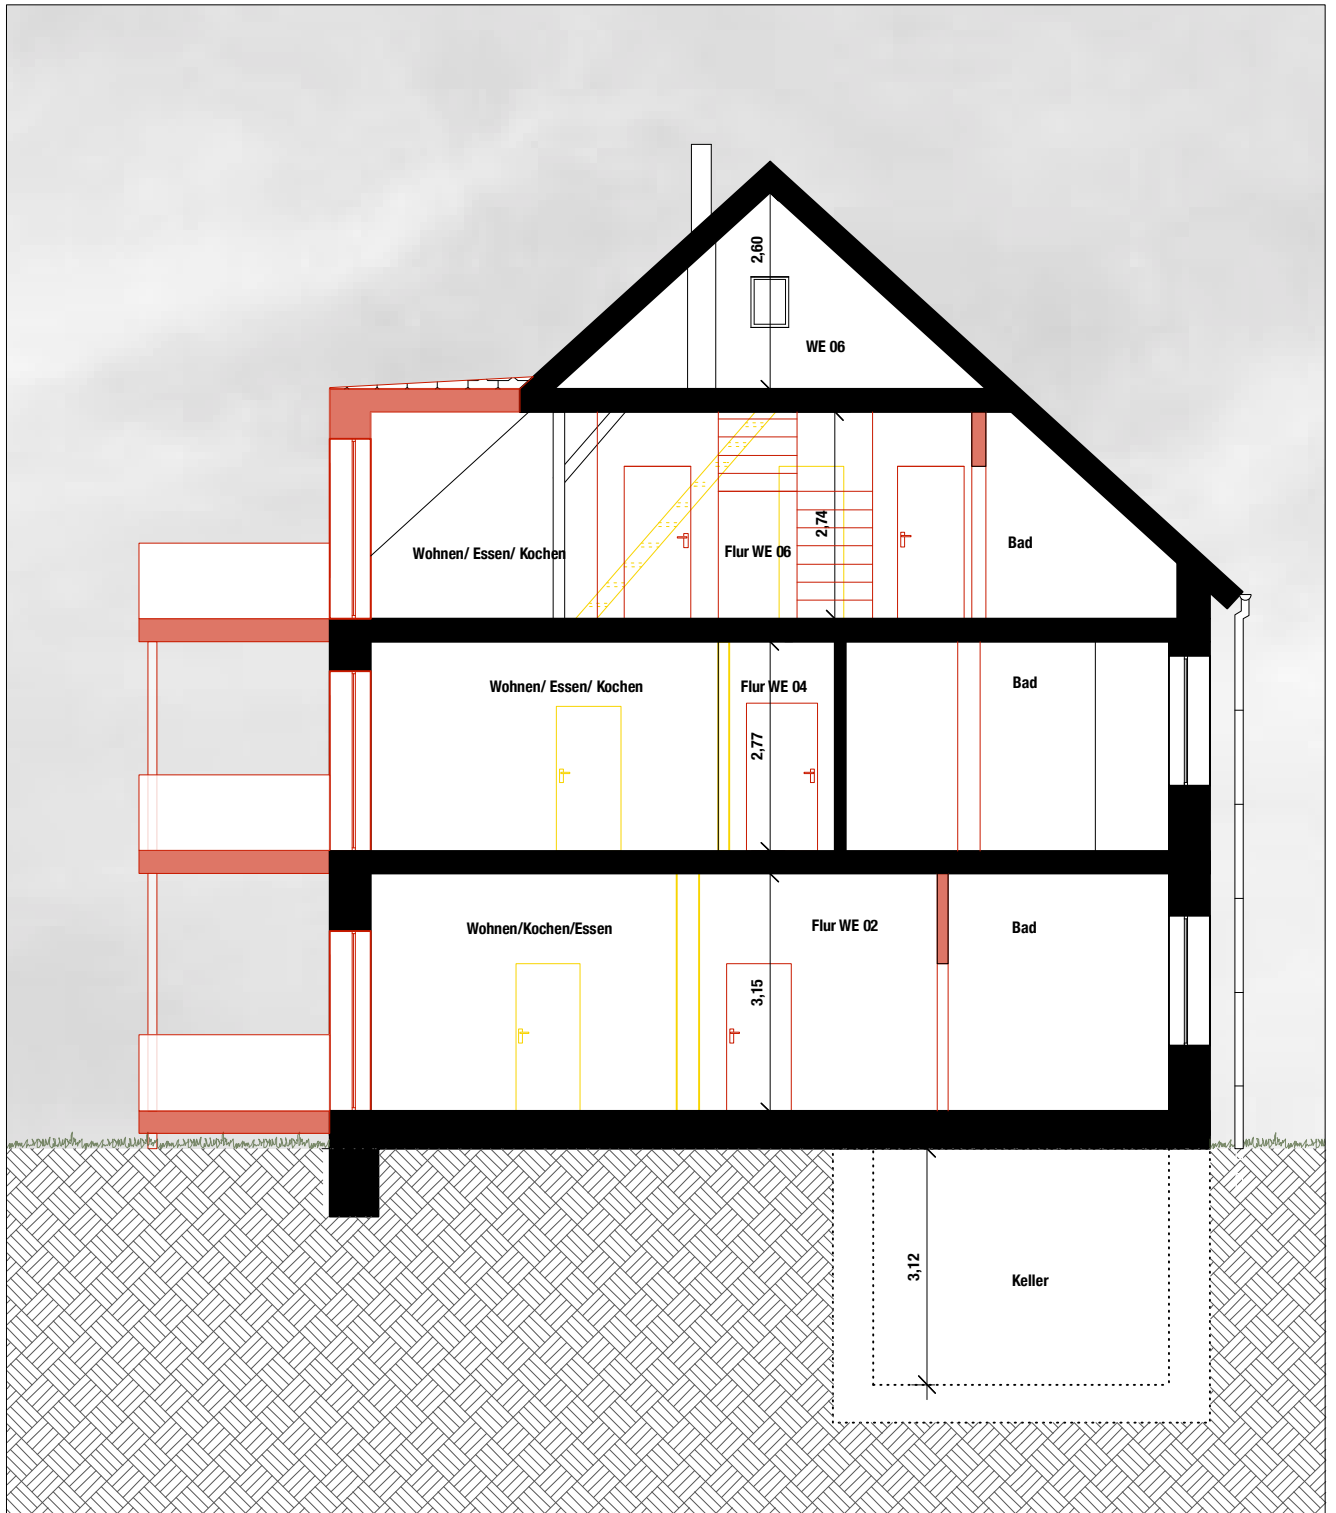 2,60
WE 06
2,74
Wohnen/ Essen/ Kochen
Flur WE 06
Bad
Wohnen/ Essen/ Kochen
Flur WE 04
Bad
2,77
Wohnen/Kochen/Essen
Flur WE 02
Bad
3,15
3,12
Keller